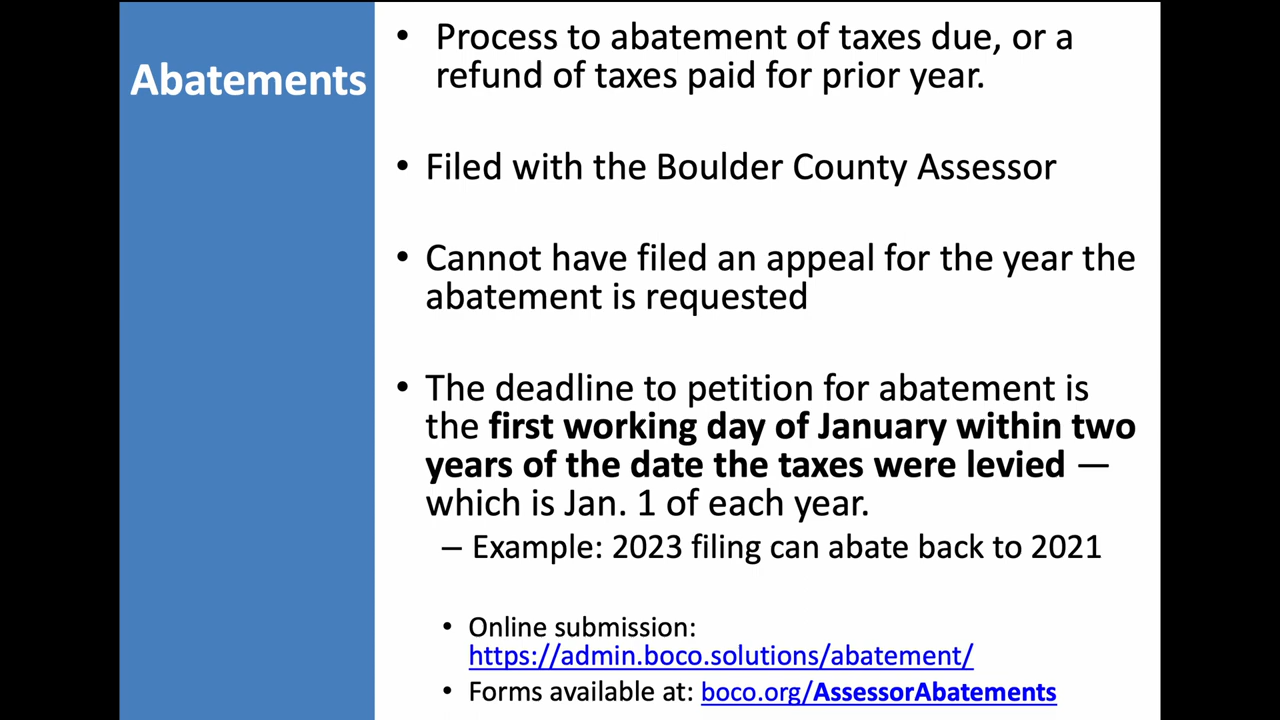 Abatements
• Process to abatement of taxes due, or a
refund of taxes paid for prior year.
• Filed with the Boulder County Assessor
• Cannot have filed an appeal for the year the
abatement is requested
• The deadline to petition for abatement is
the first working day of January within two
years of the date the taxes were levied —
which is Jan. 1 of each year.
– Example: 2023 filing can abate back to 2021
• Online submission:
https://admin.boco.solutions/abatement/
• Forms available at: boco.org/AssessorAbatements